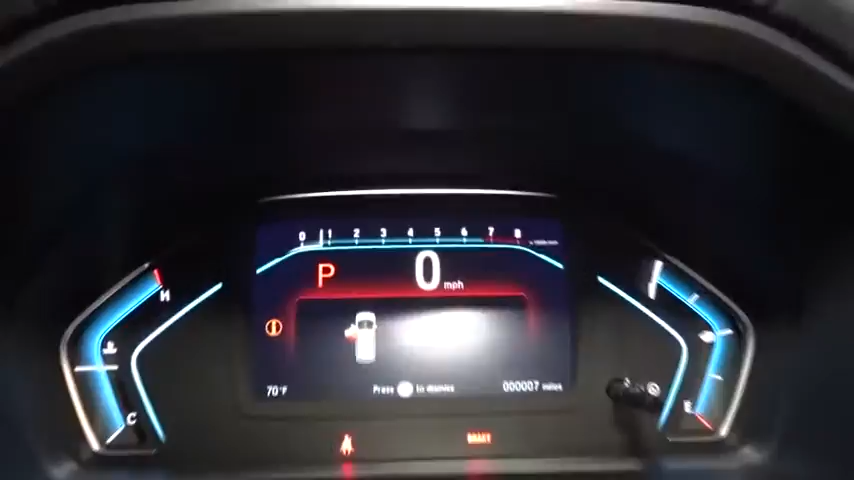 0 1 2 3 4 5 6 7 8
P 0 mph
H
C
E
70°F Press to dismiss 000007 miles
BRAKE